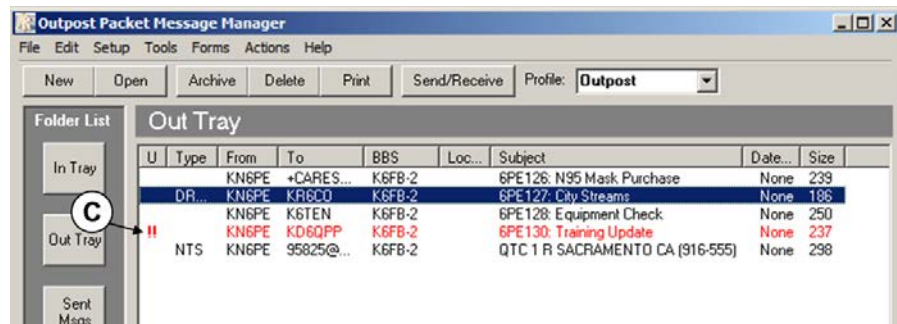 Outpost Packet Message Manager
File Edit Setup Tools Forms Actions Help
New Open Archive Delete Print Send/Receive Profile: Outpost
Folder List Out Tray
In Tray
U Type From To BBS Loc... Subject Date... Size
KN6PE +CARES... K6FB-2 6PE126: N95 Mask Purchase None 239
DR... KN6PE KR6CO K6FB-2 6PE127: City Streams None 186
KN6PE K6TEN K6FB-2 6PE128: Equipment Check None 250
C
!! KN6PE KD6QPP K6FB-2 6PE130: Training Update None 237
Out Tray
NTS KN6PE 95825@... K6FB-2 QTC 1 R SACRAMENTO CA (916-555) None 298
Sent
Msgs